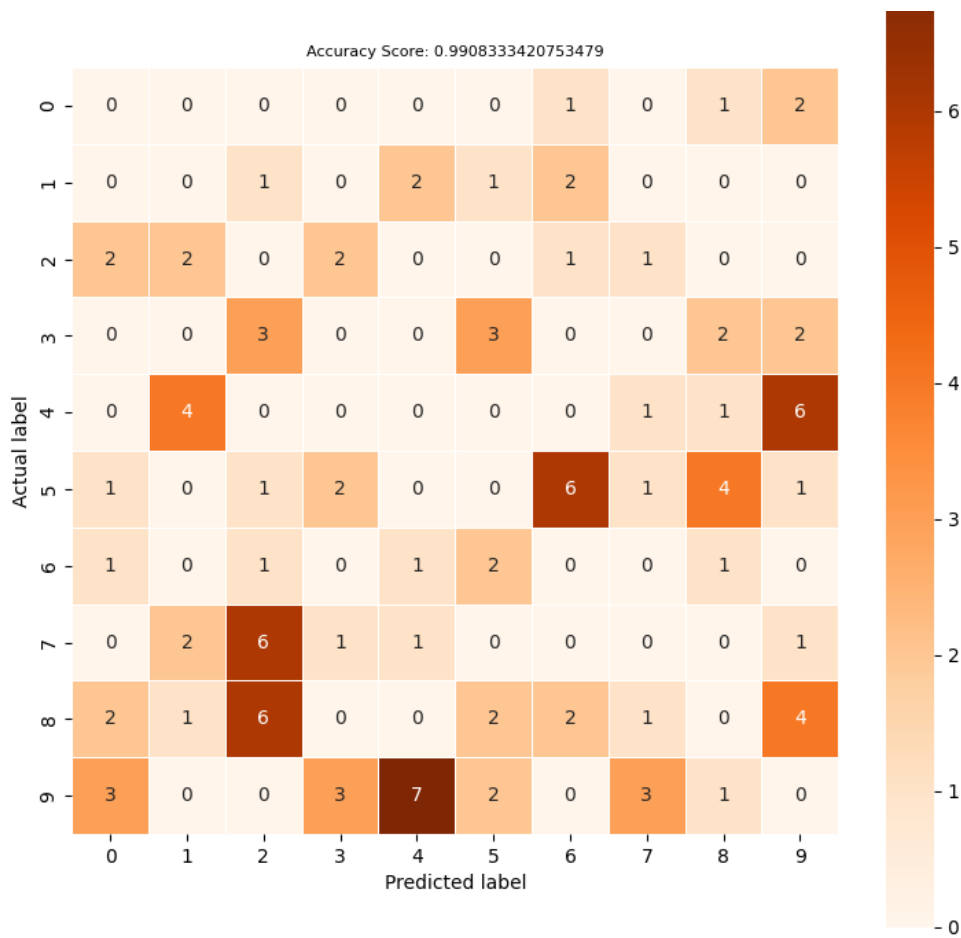 Accuracy Score: 0.9908333420753479
0 0 0 0 0 0 0 1 0 1 2
1 0 0 1 0 2 1 2 0 0 0
2 2 2 0 2 0 0 1 1 0 0
3 0 0 3 0 0 3 0 0 2 2
4 0 4 0 0 0 0 0 1 1 6
5 1 0 1 2 0 0 6 1 4 1
6 1 0 1 0 1 2 0 0 1 0
7 0 2 6 1 1 0 0 0 0 1
8 2 1 6 0 0 2 2 1 0 4
9 3 0 0 3 7 2 0 3 1 0
0 1 2 3 4 5 6 7 8 9
Actual label
Predicted label
6
5
4
3
2
1
0